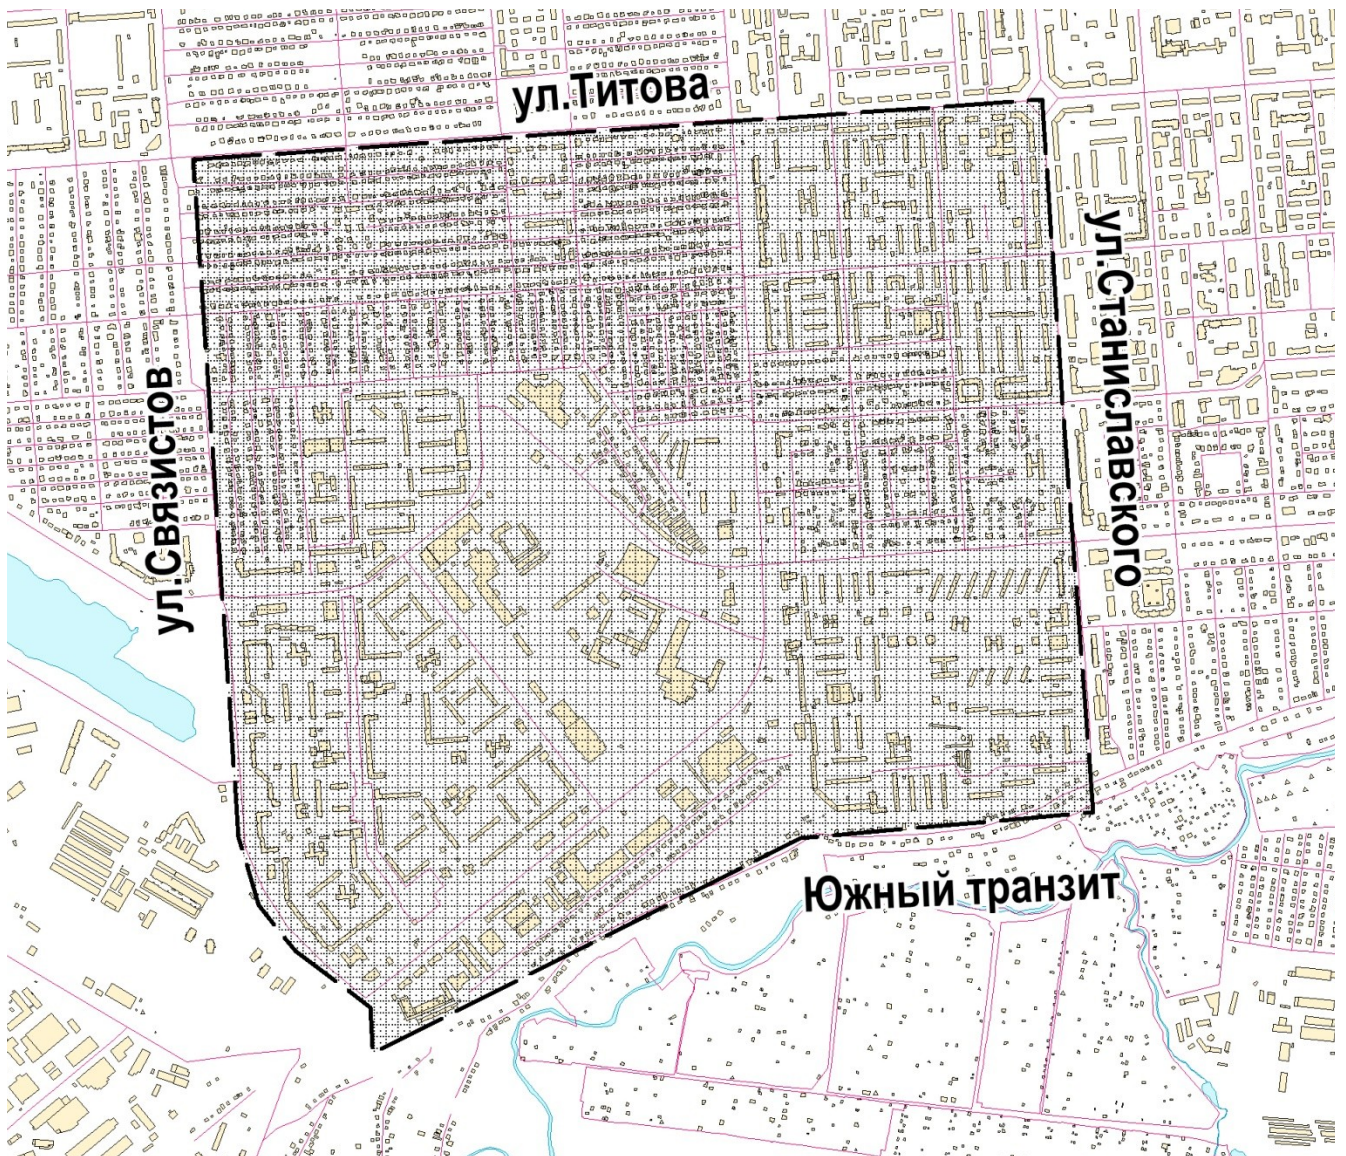 ул.Титова
ул.Станиславского
ул.Связистов
Южный транзит